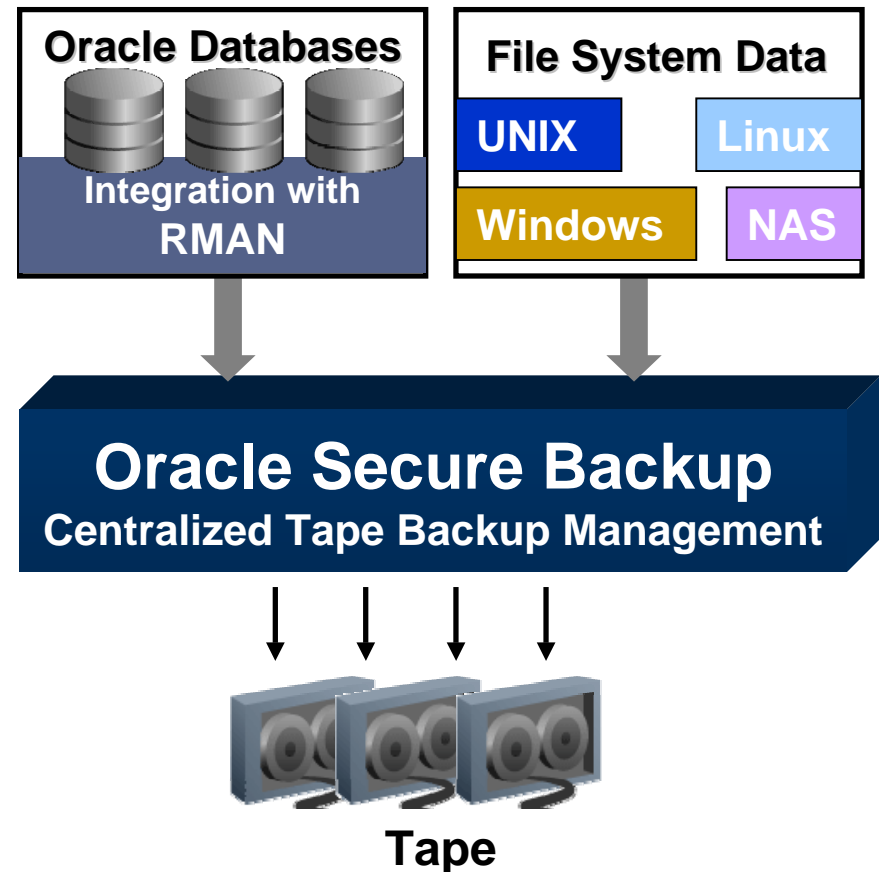 Oracle Databases
Integration with
RMAN
File System Data
UNIX
Linux
Windows
NAS
Oracle Secure Backup
Centralized Tape Backup Management
Tape